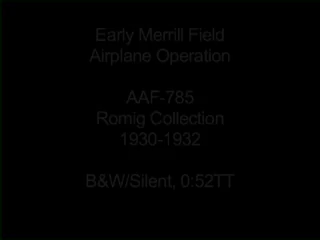 Early Merrill Field
Airplane Operation
AAF-785
Romig Collection
1930-1932
B&W/Silent, 0:52TT